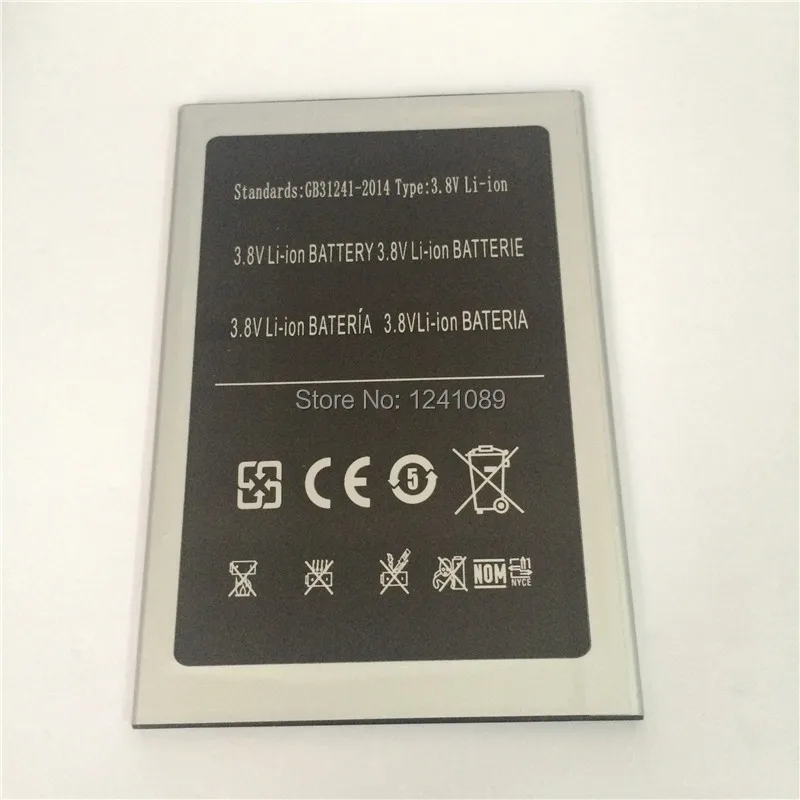 Standards:GB31241-2014 Type:3.8V Li-ion
3.8V Li-ion BATTERY 3.8V Li-ion BATTERIE
3.8V Li-ion BATERÍA 3.8VLi-ion BATERIA
Store No: 1241089
CE 5
NOM NYCE